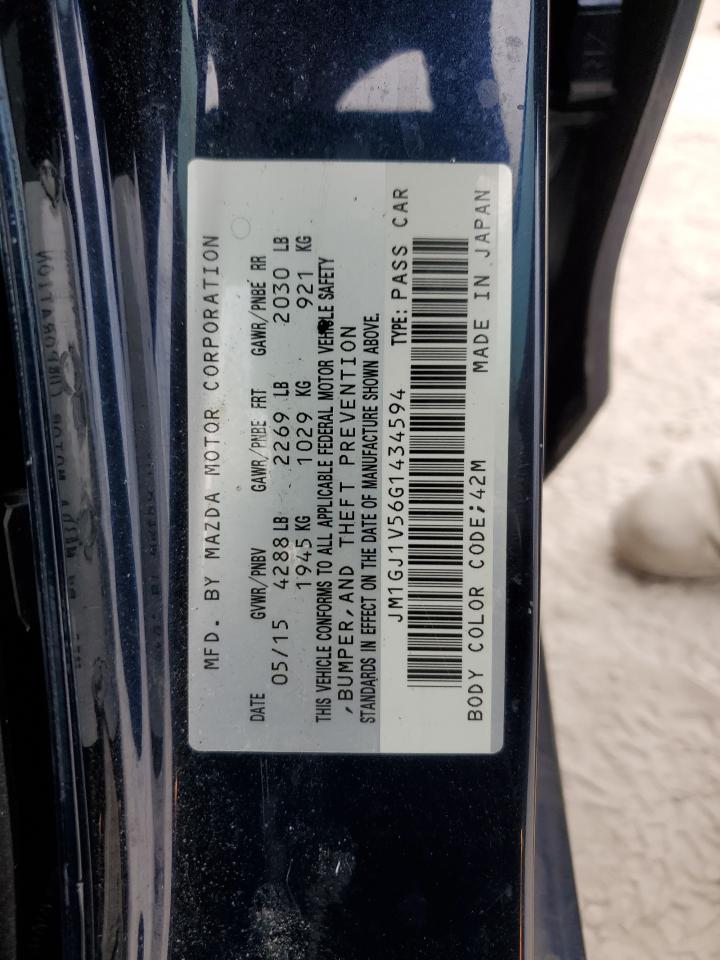 MFD. BY MAZDA MOTOR CORPORATION
DATE GVWR/PNBV GAWR/PNBE FRT GAWR/PNBE RR
05/15 4288 LB 2269 LB 2030 LB
1945 KG 1029 KG 921 KG
THIS VEHICLE CONFORMS TO ALL APPLICABLE FEDERAL MOTOR VEHICLE SAFETY
,BUMPER,AND THEFT PREVENTION
STANDARDS IN EFFECT ON THE DATE OF MANUFACTURE SHOWN ABOVE.
JM1GJ1V56G1434594 TYPE: PASS CAR
BODY COLOR CODE;42M MADE IN JAPAN